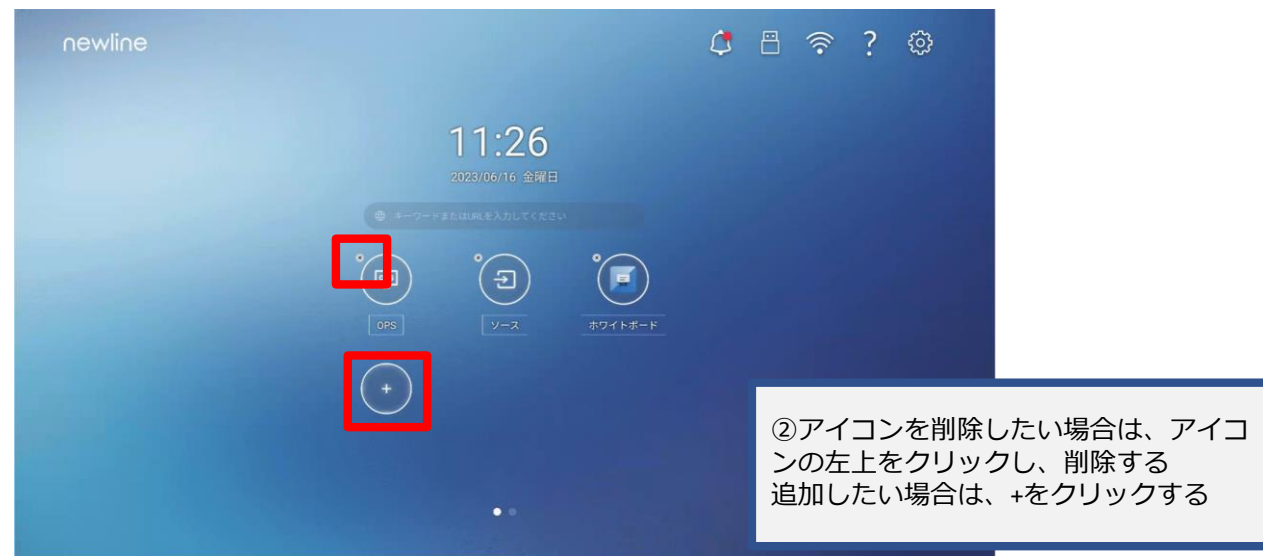 newline
?
11:26
2023/06/16 金曜日
キーワードまたはURLを入力してください
OPS
ソース
ホワイトボード
+
②アイコンを削除したい場合は、アイコ
ンの左上をクリックし、削除する
追加したい場合は、+をクリックする